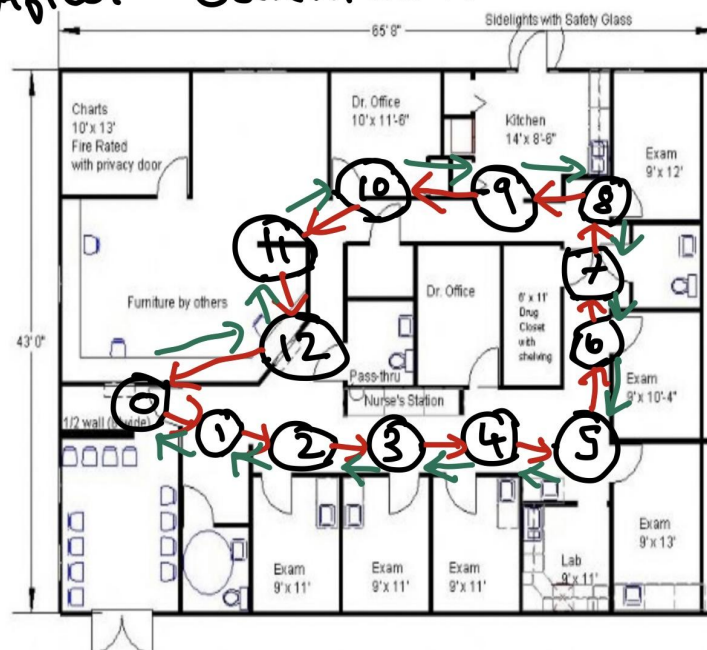 Sidelights with Safety Glass
65'8"
Charts
10'x 13'
Fire Rated
with privacy door
Dr. Office
10'x 11'-6"
Kitchen
14'x 8'-6"
Exam
9'x 12'
10
9
8
11
7
Furniture by others
Dr. Office
6' x 11'
Drug
Closet
with
shelving
43'0"
12
6
Pass-thru
Exam
9'x 10'-4"
0
Nurse's Station
1/2 wall
1
2
3
4
5
Exam
9'x 13'
Exam
9'x 11'
Exam
9'x 11'
Exam
9'x 11'
Lab
9'x 11'